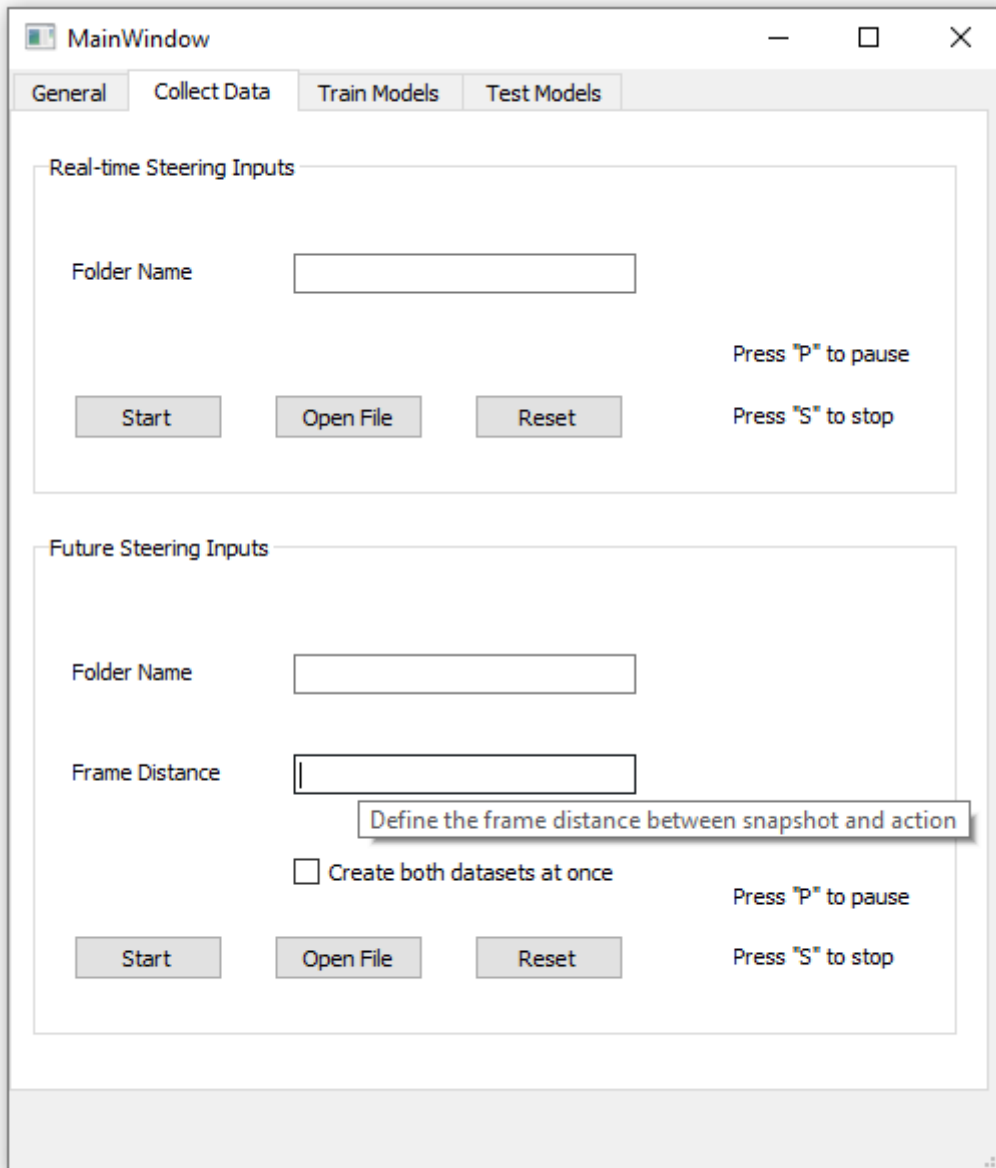 MainWindow
General Collect Data Train Models Test Models
Real-time Steering Inputs
Folder Name
Press "P" to pause
Start Open File Reset Press "S" to stop
Future Steering Inputs
Folder Name
Frame Distance
Define the frame distance between snapshot and action
Create both datasets at once
Press "P" to pause
Start Open File Reset Press "S" to stop